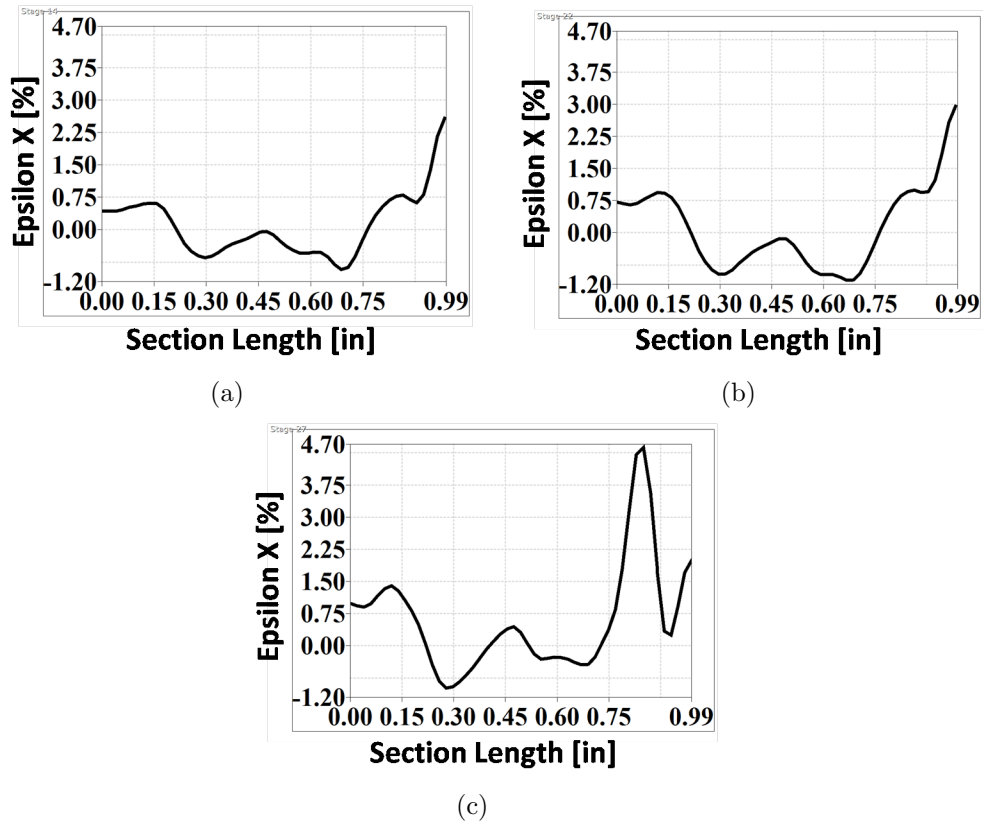 Stage 14
4.70
3.75
3.00
2.25
1.50
0.75
0.00
-1.20
0.00 0.15 0.30 0.45 0.60 0.75 0.99
Epsilon X [%]
Section Length [in]
(a)
Stage 22
4.70
3.75
3.00
2.25
1.50
0.75
0.00
-1.20
0.00 0.15 0.30 0.45 0.60 0.75 0.99
Epsilon X [%]
Section Length [in]
(b)
Stage 27
4.70
3.75
3.00
2.25
1.50
0.75
0.00
-1.20
0.00 0.15 0.30 0.45 0.60 0.75 0.99
Epsilon X [%]
Section Length [in]
(c)